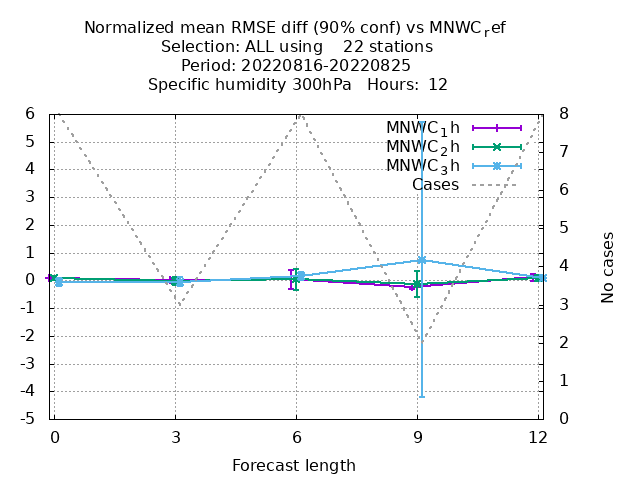 Normalized mean RMSE diff (90% conf) vs MNWC_ref
Selection: ALL using    22 stations
Period: 20220816-20220825
Specific humidity 300hPa   Hours:  12
MNWC_1h
MNWC_2h
MNWC_3h
Cases
6
5
4
3
2
1
0
-1
-2
-3
-4
-5
8
7
6
5
4
3
2
1
0
No cases
0
3
6
9
12
Forecast length